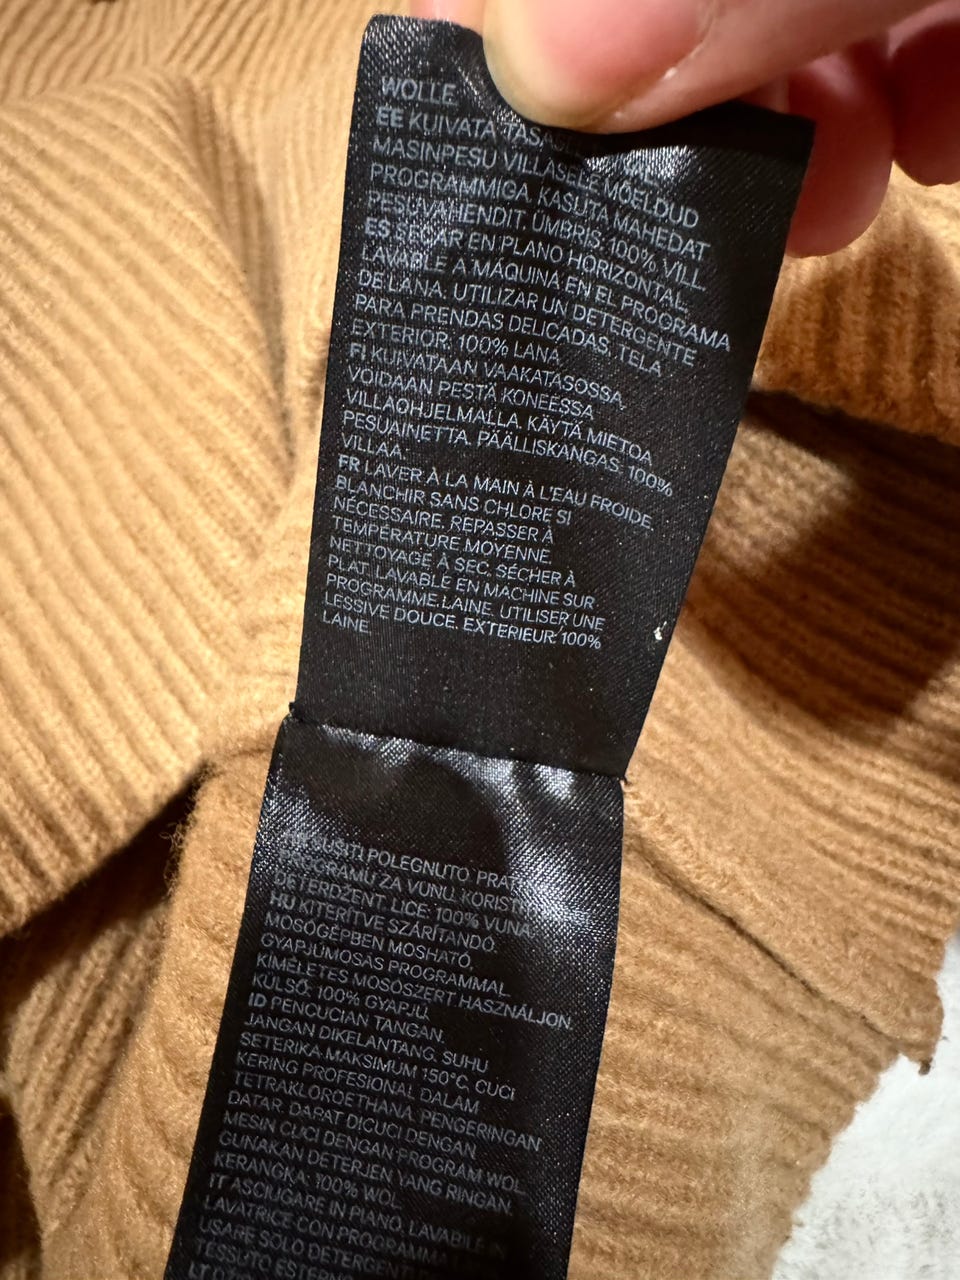 WOLLE
EE KUIVATA
MASINPESU VILLASELE MÕELDUD
PROGRAMMIGA. KASUTA MAHEDAT
PESUVAHENDIT. ÜMBRIS: 100% VILL
ES SECAR EN PLANO HORIZONTAL.
LAVABLE A MÁQUINA EN EL PROGRAMA
DE LANA. UTILIZAR UN DETERGENTE
PARA PRENDAS DELICADAS. TELA
EXTERIOR: 100% LANA.
FI KUIVATAAN VAAKATASOSSA.
VOIDAAN PESTÄ KONEESSA
VILLAOHJELMALLA. KÄYTÄ MIETOA
PESUAINETTA. PÄÄLLISKANGAS: 100%
VILLAA.
FR LAVER À LA MAIN À L'EAU FROIDE.
BLANCHIR SANS CHLORE SI
NÉCESSAIRE. REPASSER À
TEMPÉRATURE MOYENNE.
NETTOYAGE À SEC. SÉCHER À
PLAT. LAVABLE EN MACHINE SUR
PROGRAMME LAINE. UTILISER UNE
LESSIVE DOUCE. EXTERIEUR: 100%
LAINE.
SUŠITI POLEGNUTO.
PROGRAMU ZA VUNU.
DETERDŽENT. LICE: 100% VUNA.
HU KITERÍTVE SZÁRÍTANDÓ.
MOSÓGÉPBEN MOSHATÓ,
GYAPJÚMOSÁS PROGRAMMAL.
KÍMÉLETES MOSÓSZERT HASZNÁLJON.
KÜLSŐ: 100% GYAPJÚ.
ID PENCUCIAN TANGAN.
JANGAN DIKELANTANG. SUHU
SETERIKA MAKSIMUM 150°C. CUCI
KERING PROFESIONAL DALAM
TETRAKLOROETHANA. PENGERINGAN
DATAR. DAPAT DICUCI DENGAN
MESIN CUCI DENGAN PROGRAM WOL.
GUNAKAN DETERJEN YANG RINGAN.
KERANGKA: 100% WOL.
IT ASCIUGARE IN PIANO. LAVABILE IN
LAVATRICE CON PROGRAMMA
USARE SOLO DETERGENTI
TESSUTO ESTERNO:
LT